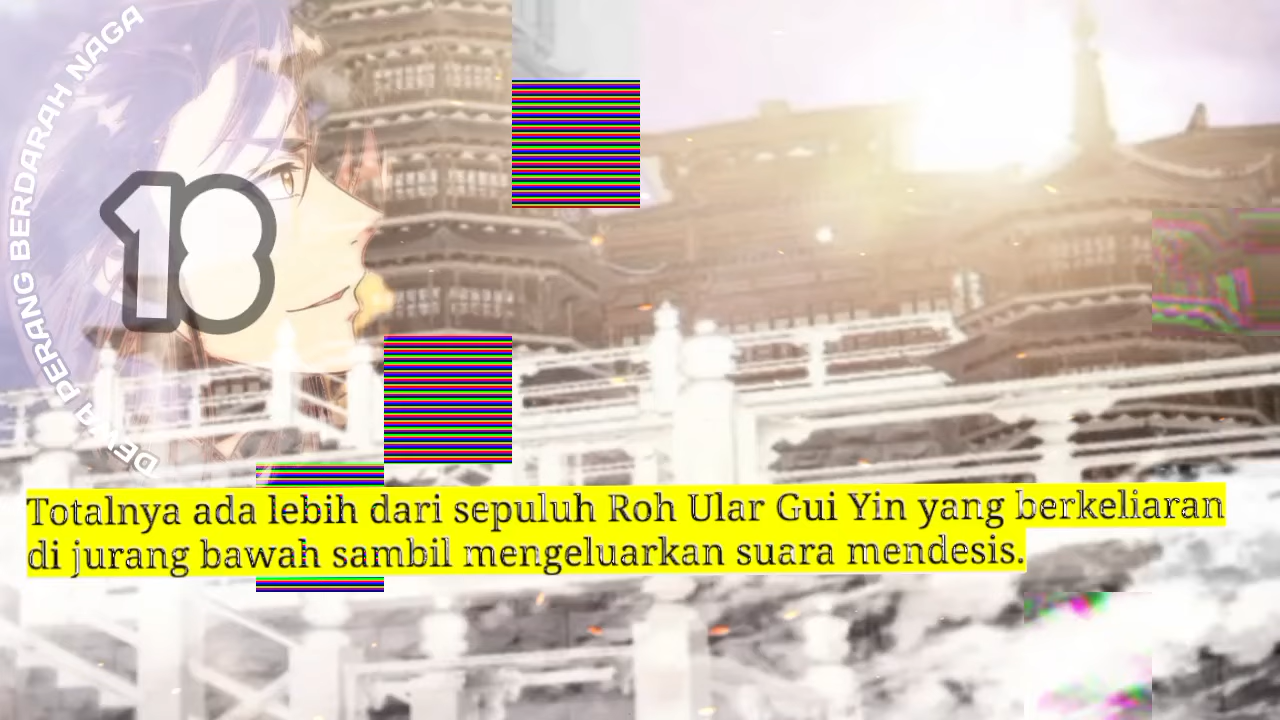 DEWA PERANG BERDARAH NAGA
18
Totalnya ada lebih dari sepuluh Roh Ular Gui Yin yang berkeliaran
di jurang bawah sambil mengeluarkan suara mendesis.